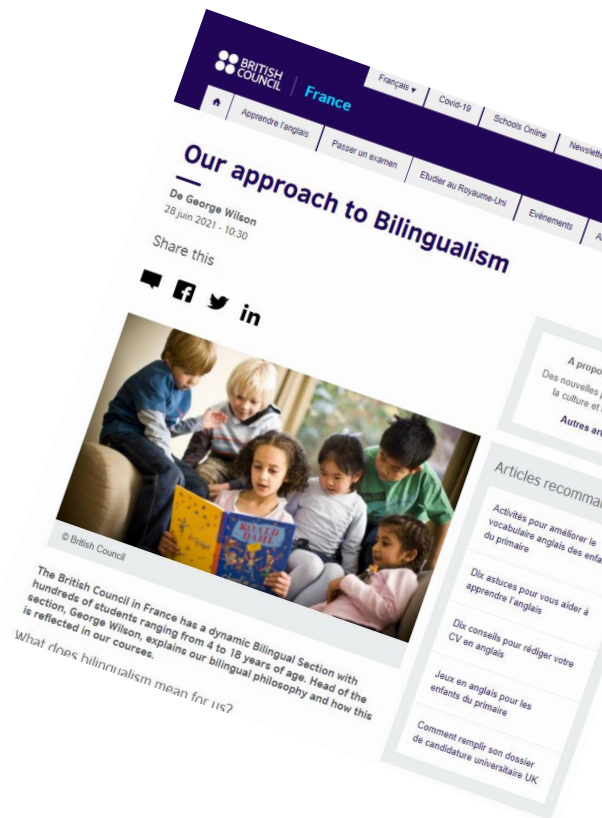 BRITISH
COUNCIL
France
Français ▾
Covid-19
Schools Online
Apprendre l'anglais
Passer un examen
Etudier au Royaume-Uni
Evènements
Our approach to Bilingualism
De George Wilson
28 juin 2021 - 10:30
Share this
in
ROALD
DAHL
© British Council
The British Council in France has a dynamic Bilingual Section with
hundreds of students ranging from 4 to 18 years of age. Head of the
section, George Wilson, explains our bilingual philosophy and how this
is reflected in our courses.
What does bilingualism mean for us?
A propo
Des nouvelles
la culture et
Autres
Articles recomman
Activités pour améliorer le
vocabulaire anglais des enfa
du primaire
Dix astuces pour vous aider à
apprendre l'anglais
Dix conseils pour rédiger votre
CV en anglais
Jeux en anglais pour les
enfants du primaire
Comment remplir son dossier
de candidature universitaire UK